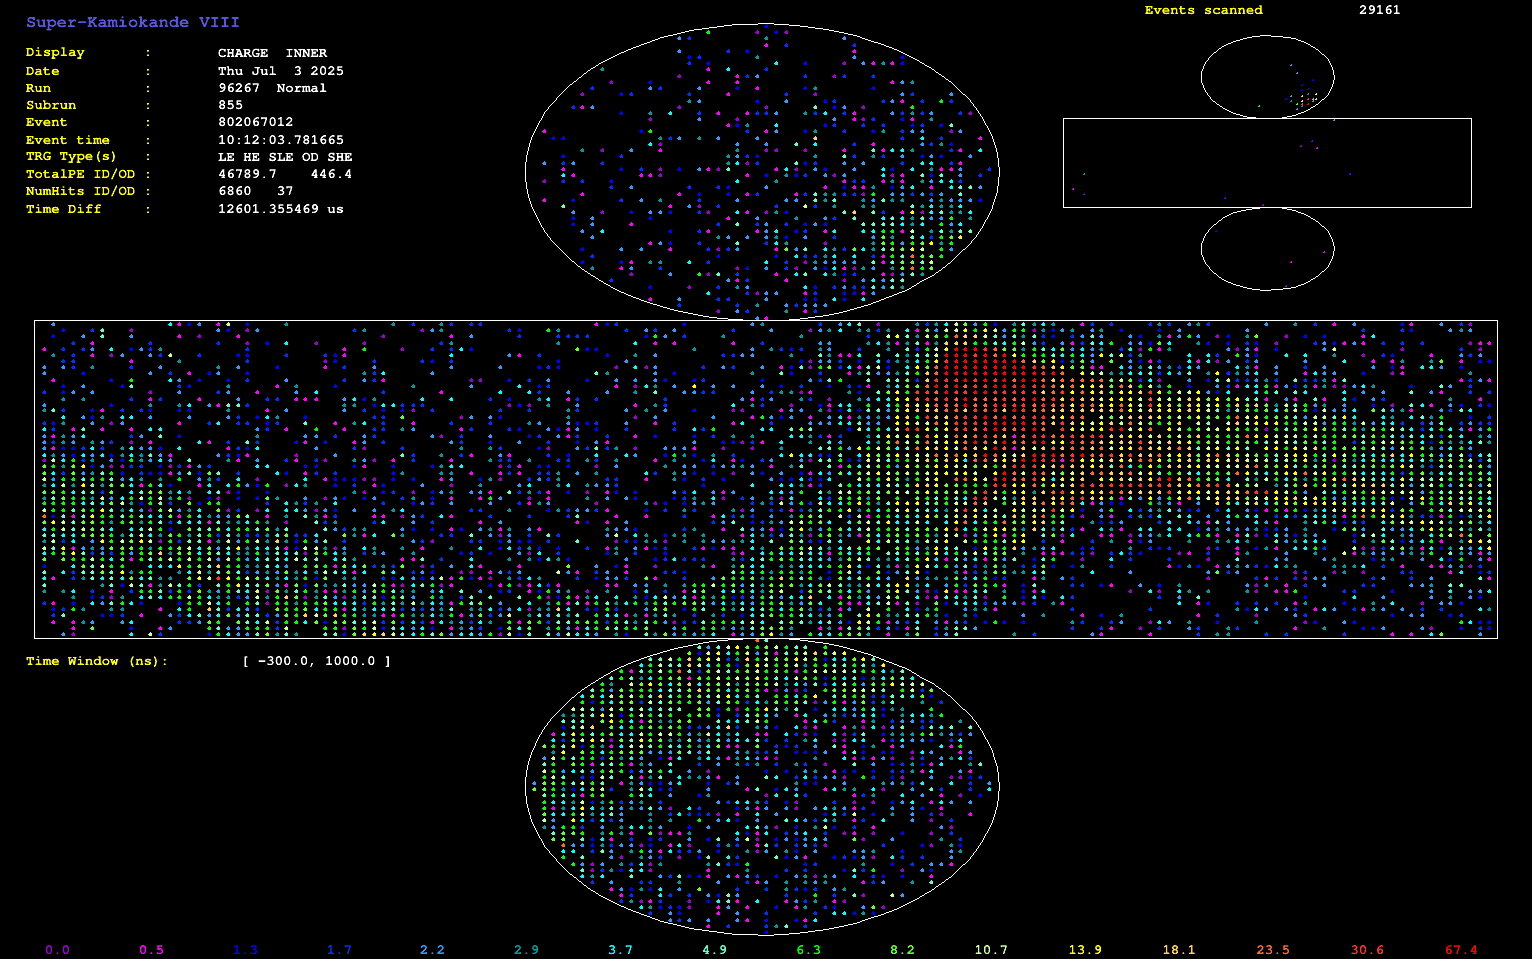 Super-Kamiokande VIII
Display : CHARGE INNER
Date : Thu Jul 3 2025
Run : 96267 Normal
Subrun : 855
Event : 802067012
Event time : 10:12:03.781665
TRG Type(s) : LE HE SLE OD SHE
TotalPE ID/OD : 46789.7 446.4
NumHits ID/OD : 6860 37
Time Diff : 12601.355469 us
Events scanned 29161
Time Window (ns): [ -300.0, 1000.0 ]
0.0 0.5 1.3 1.7 2.2 2.9 3.7 4.9 6.3 8.2 10.7 13.9 18.1 23.5 30.6 67.4